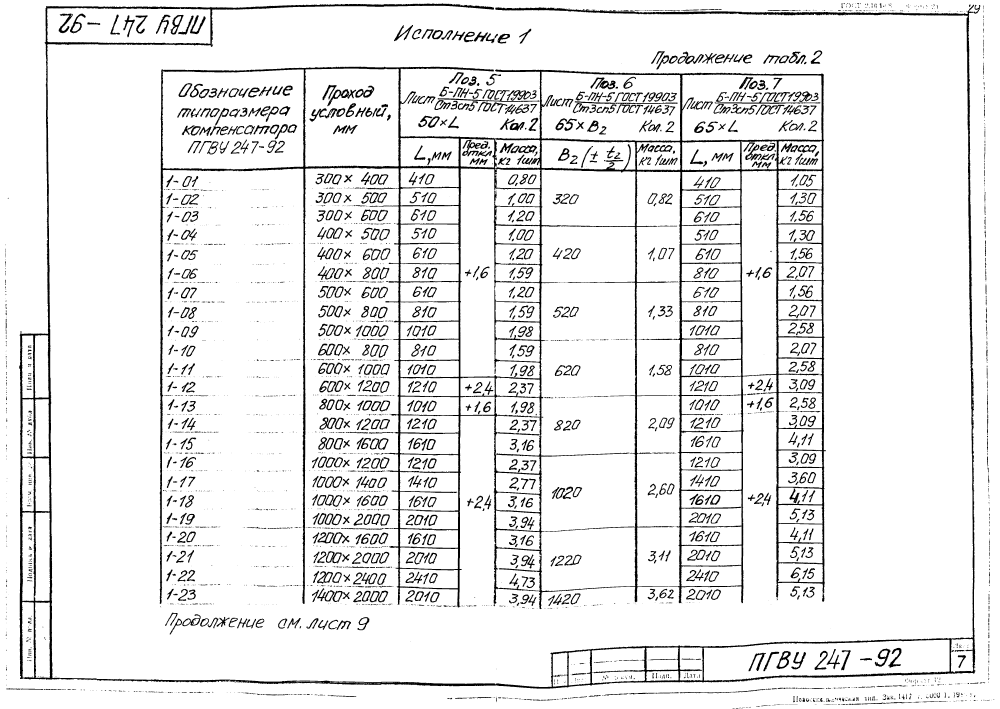 29
ПГВУ 247-92
Исполнение 1
Продолжение табл. 2
Обозначение типоразмера компенсатора ПГВУ 247-92
Проход условный, мм
Поз. 5
Лист Б-ПН-5 ГОСТ 19903
Ст3сп5 ГОСТ 14637
50×L Кол. 2
Поз. 6
Лист Б-ПН-5 ГОСТ 19903
Ст3сп5 ГОСТ 14637
65×B2 Кол. 2
Поз. 7
Лист Б-ПН-5 ГОСТ 19903
Ст3сп5 ГОСТ 14637
65×L Кол. 2
L, мм Пред. откл. мм Масса, кг 1шт B2 (± t2/2) Масса, кг 1шт L, мм Пред. откл. мм Масса, кг 1шт
1-01 300× 400 410 0,80 410 1,05
1-02 300× 500 510 1,00 320 0,82 510 1,30
1-03 300× 600 610 1,20 610 1,56
1-04 400× 500 510 1,00 510 1,30
1-05 400× 600 610 1,20 420 1,07 610 1,56
1-06 400× 800 810 +1,6 1,59 810 +1,6 2,07
1-07 500× 600 610 1,20 610 1,56
1-08 500× 800 810 1,59 520 1,33 810 2,07
1-09 500×1000 1010 1,98 1010 2,58
1-10 600× 800 810 1,59 810 2,07
1-11 600×1000 1010 1,98 620 1,58 1010 2,58
1-12 600×1200 1210 +2,4 2,37 1210 +2,4 3,09
1-13 800×1000 1010 +1,6 1,98 1010 +1,6 2,58
1-14 800×1200 1210 2,37 820 2,09 1210 3,09
1-15 800×1600 1610 3,16 1610 4,11
1-16 1000×1200 1210 2,37 1210 3,09
1-17 1000×1400 1410 2,77 1020 2,60 1410 3,60
1-18 1000×1600 1610 +2,4 3,16 1610 +2,4 4,11
1-19 1000×2000 2010 3,94 2010 5,13
1-20 1200×1600 1610 3,16 1610 4,11
1-21 1200×2000 2010 3,94 1220 3,11 2010 5,13
1-22 1200×2400 2410 4,73 2410 6,15
1-23 1400×2000 2010 3,94 1420 3,62 2010 5,13
Продолжение см. лист 9
ПГВУ 247-92
7
Подп.
Дата